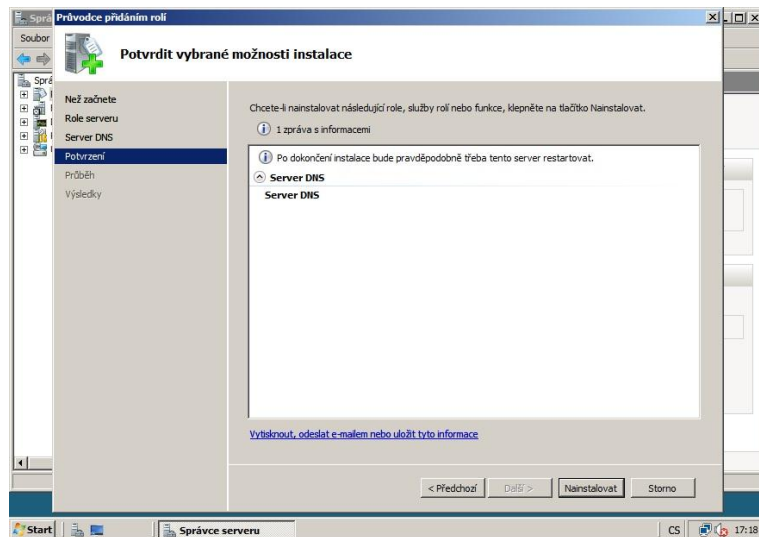 Sprá
Průvodce přidáním rolí
Soubor
Potvrdit vybrané možnosti instalace
Sprá
Než začnete
Role serveru
Server DNS
Potvrzení
Průběh
Výsledky
Chcete-li nainstalovat následující role, služby rolí nebo funkce, klepněte na tlačítko Nainstalovat.
1 zpráva s informacemi
Po dokončení instalace bude pravděpodobně třeba tento server restartovat.
Server DNS
Server DNS
Vytisknout, odeslat e-mailem nebo uložit tyto informace
< Předchozí
Další >
Nainstalovat
Storno
Start
Správce serveru
CS
17:18